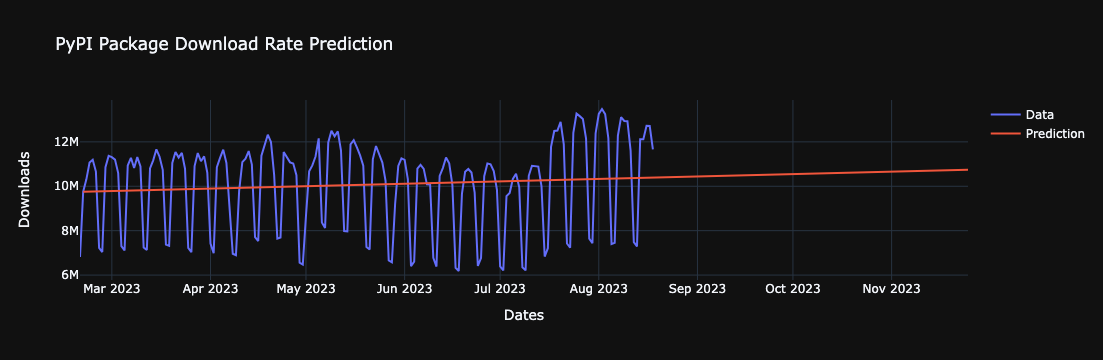 PyPI Package Download Rate Prediction
Data
Prediction
12M
10M
8M
6M
Downloads
Mar 2023 Apr 2023 May 2023 Jun 2023 Jul 2023 Aug 2023 Sep 2023 Oct 2023 Nov 2023
Dates